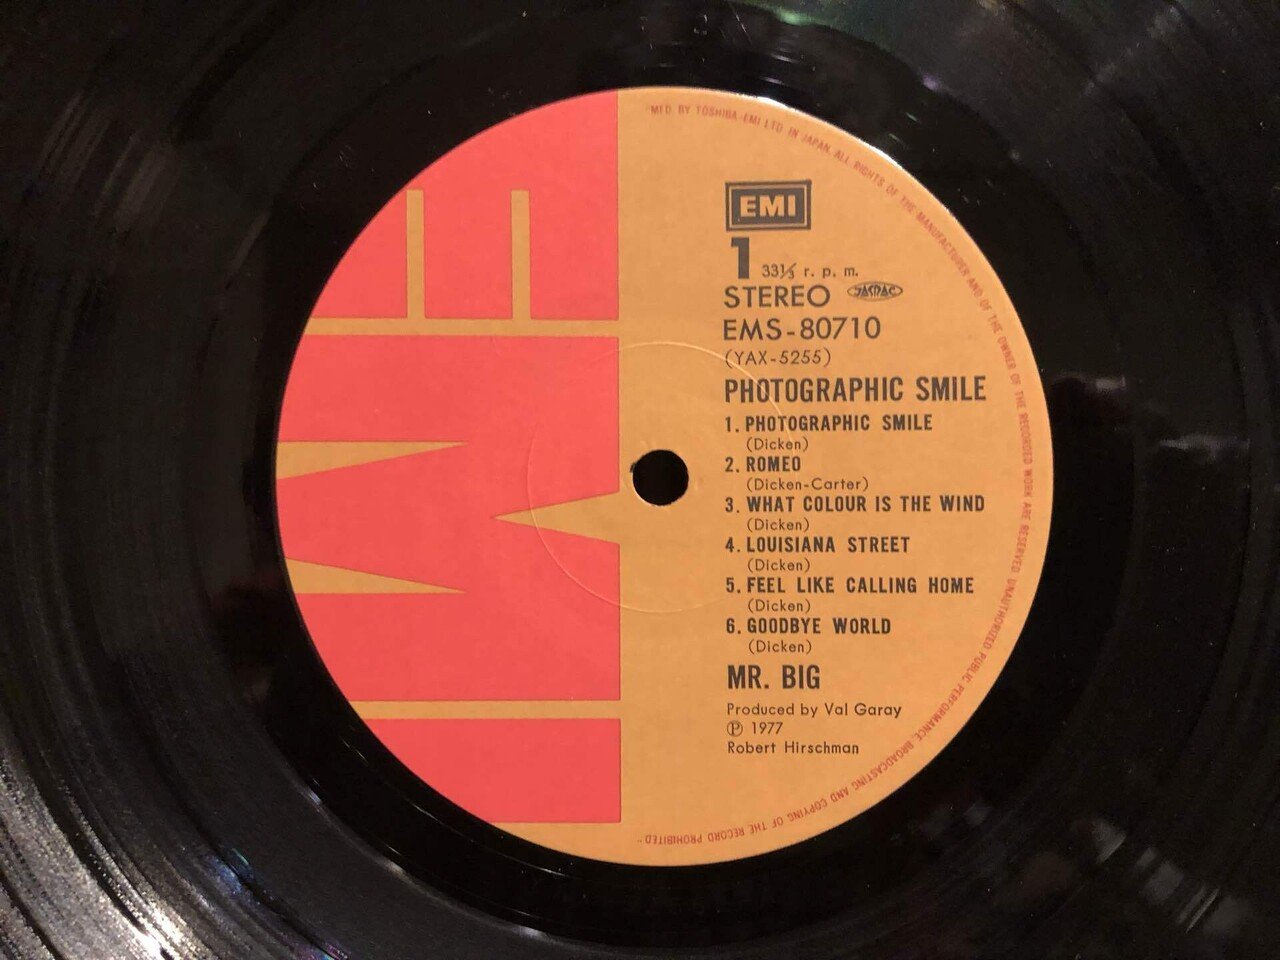 "MFD. BY TOSHIBA-EMI LTD. IN JAPAN. ALL RIGHTS OF THE MANUFACTURER AND OF THE OWNER OF THE RECORDED WORK ARE RESERVED UNAUTHORIZED PUBLIC PERFORMANCE, BROADCASTING AND COPYING OF THE RECORD PROHIBITED"
EMI
EMI
1 33⅓ r. p. m.
STEREO JASRAC
EMS-80710
(YAX-5255)
PHOTOGRAPHIC SMILE
1. PHOTOGRAPHIC SMILE
(Dicken)
2. ROMEO
(Dicken-Carter)
3. WHAT COLOUR IS THE WIND
(Dicken)
4. LOUISIANA STREET
(Dicken)
5. FEEL LIKE CALLING HOME
(Dicken)
6. GOODBYE WORLD
(Dicken)
MR. BIG
Produced by Val Garay
℗ 1977
Robert Hirschman